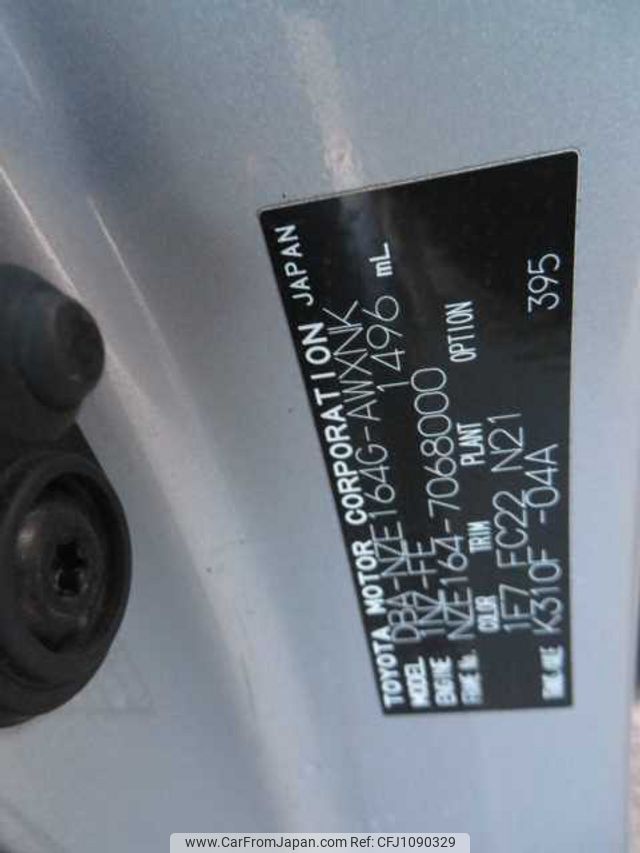 TOYOTA MOTOR CORPORATION JAPAN
MODEL DBA-NZE164G-AWXNK
ENGINE 1NZ-FE 1496 mL
FRAME No. NZE164-7068000
COLOR TRIM PLANT OPTION
1F7 FC22 N21
TRANS./AXLE K310F -04A 395
www.CarFromJapan.com Ref:CFJ1090329